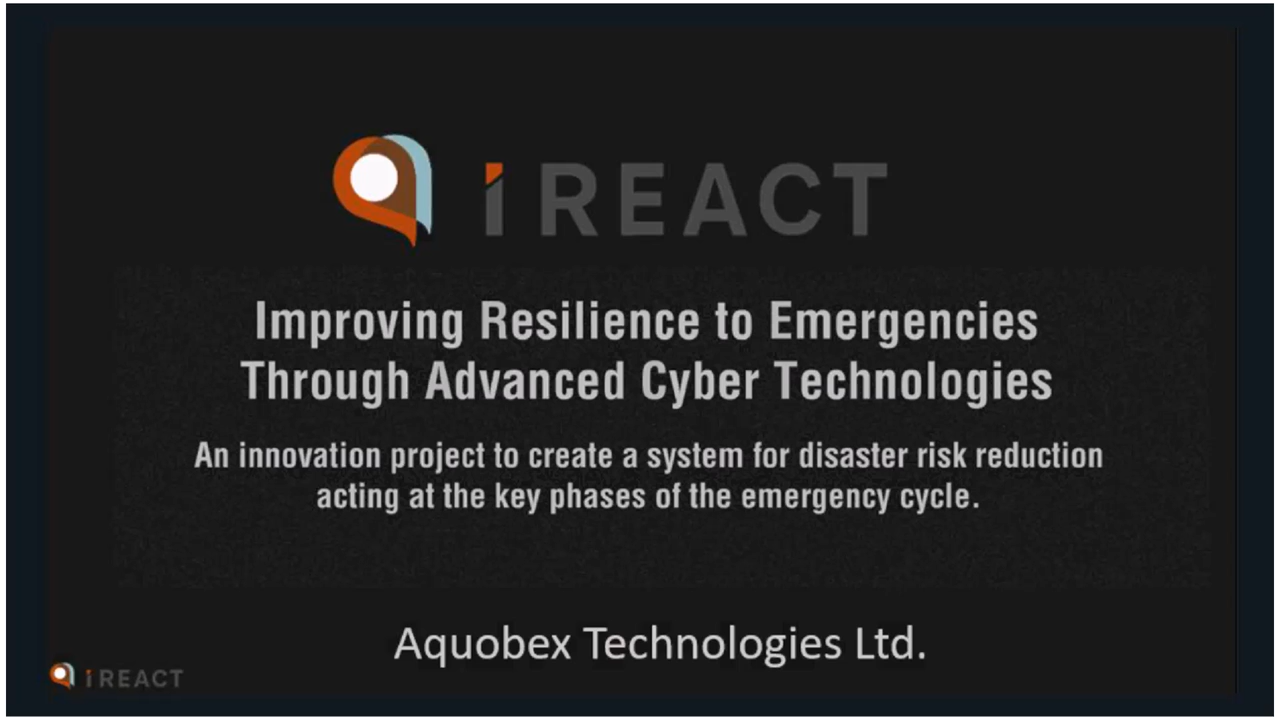 iREACT
Improving Resilience to Emergencies
Through Advanced Cyber Technologies
An innovation project to create a system for disaster risk reduction
acting at the key phases of the emergency cycle.
Aquobex Technologies Ltd.
iREACT